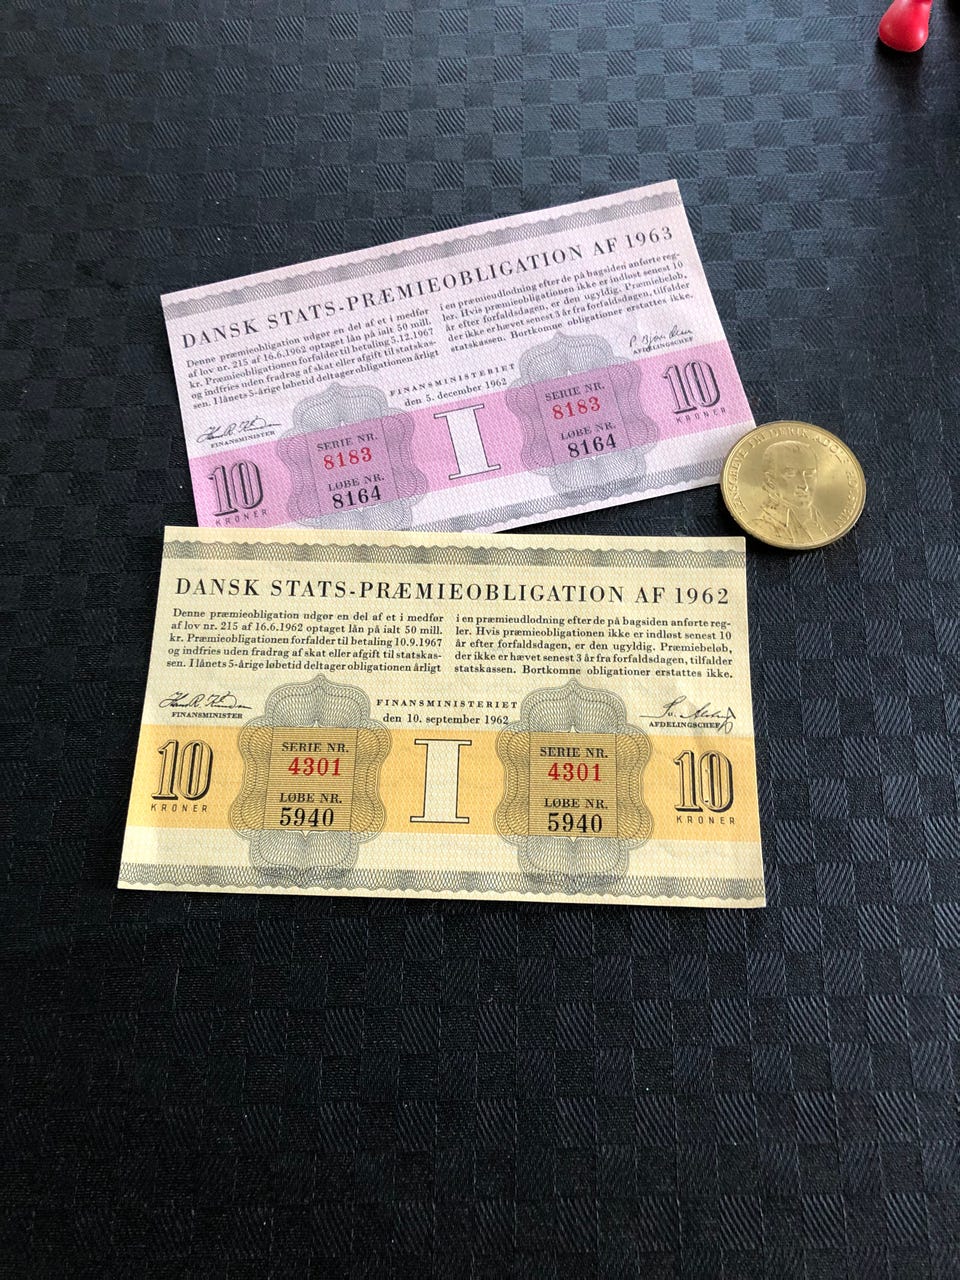 DANSK STATS-PRÆMIEOBLIGATION AF 1963
Denne præmieobligation udgør en del af et i medfør
af lov nr. 215 af 16.6.1962 optaget lån på ialt 50 mill.
kr. Præmieobligationen forfalder til betaling 5.12.1967
og indfries uden fradrag af skat eller afgift til statskas-
sen. I lånets 5-årige løbetid deltager obligationen årligt
i en præmieudlodning efter de på bagsiden anførte reg-
ler. Hvis præmieobligationen ikke er indløst senest 10
år efter forfaldsdagen, er den ugyldig. Præmiebeløb,
der ikke er hævet senest 3 år fra forfaldsdagen, tilfalder
statskassen. Bortkomne obligationer erstattes ikke.
FINANSMINISTERIET
den 5. december 1962
FINANSMINISTER
AFDELINGSCHEF
10
KRONER
SERIE NR.
8183
LØBE NR.
8164
I
SERIE NR.
8183
LØBE NR.
8164
10
KRONER
DANSK STATS-PRÆMIEOBLIGATION AF 1962
Denne præmieobligation udgør en del af et i medfør
af lov nr. 215 af 16.6.1962 optaget lån på ialt 50 mill.
kr. Præmieobligationen forfalder til betaling 10.9.1967
og indfries uden fradrag af skat eller afgift til statskas-
sen. I lånets 5-årige løbetid deltager obligationen årligt
i en præmieudlodning efter de på bagsiden anførte reg-
ler. Hvis præmieobligationen ikke er indløst senest 10
år efter forfaldsdagen, er den ugyldig. Præmiebeløb,
der ikke er hævet senest 3 år fra forfaldsdagen, tilfalder
statskassen. Bortkomne obligationer erstattes ikke.
FINANSMINISTERIET
den 10. september 1962
FINANSMINISTER
AFDELINGSCHEF
10
KRONER
SERIE NR.
4301
LØBE NR.
5940
I
SERIE NR.
4301
LØBE NR.
5940
10
KRONER